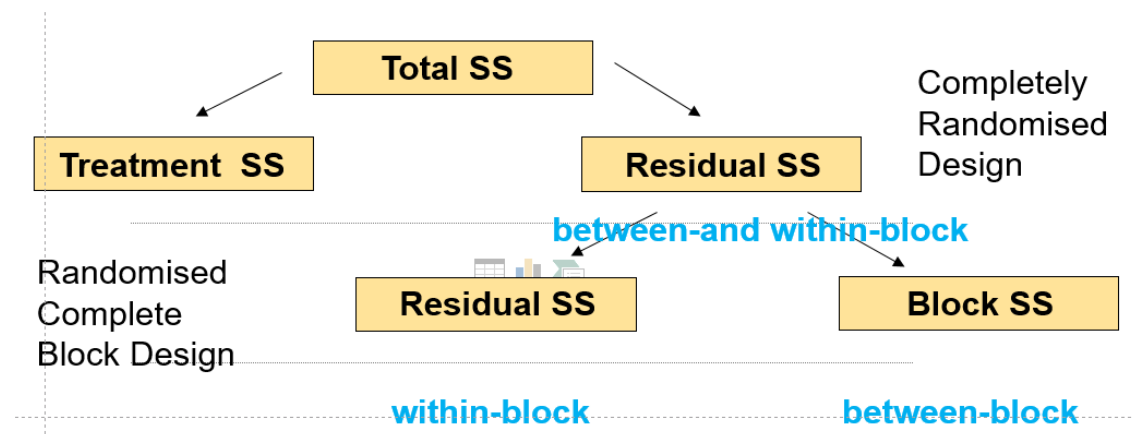 Total SS
Completely
Randomised
Design
Treatment SS
Residual SS
between-and within-block
Randomised
Complete
Block Design
Residual SS
Block SS
within-block
between-block